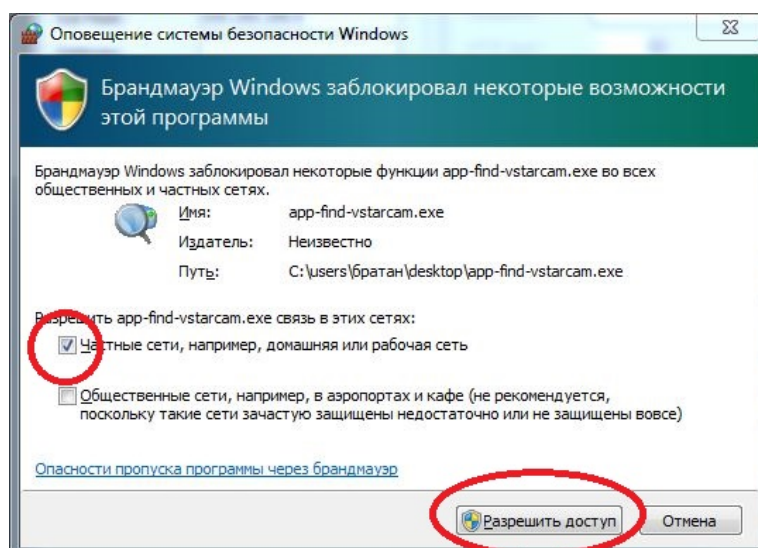 Оповещение системы безопасности Windows
Брандмауэр Windows заблокировал некоторые возможности
этой программы
Брандмауэр Windows заблокировал некоторые функции app-find-vstarcam.exe во всех
общественных и частных сетях.
Имя: app-find-vstarcam.exe
Издатель: Неизвестно
Путь: C:\users\братан\desktop\app-find-vstarcam.exe
Разрешить app-find-vstarcam.exe связь в этих сетях:
Частные сети, например, домашняя или рабочая сеть
Общественные сети, например, в аэропортах и кафе (не рекомендуется,
поскольку такие сети зачастую защищены недостаточно или не защищены вовсе)
Опасности пропуска программы через брандмауэр
Разрешить доступ Отмена